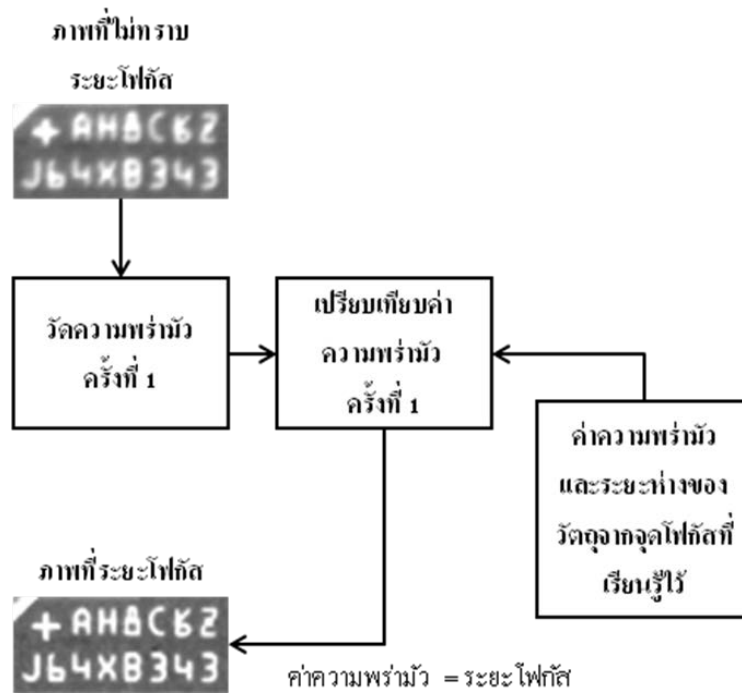 ภาพที่ไม่ทราบ
ระยะโฟกัส
+ AHBCR2
J64XB343
วัดความพร่ามัว
ครั้งที่ 1
เปรียบเทียบค่า
ความพร่ามัว
ครั้งที่ 1
ค่าความพร่ามัว
และระยะห่างของ
วัตถุจากจุดโฟกัสที่
เรียนรู้ไว้
ภาพที่ระยะโฟกัส
+ AHBCR2
J64XB343
ค่าความพร่ามัว = ระยะโฟกัส